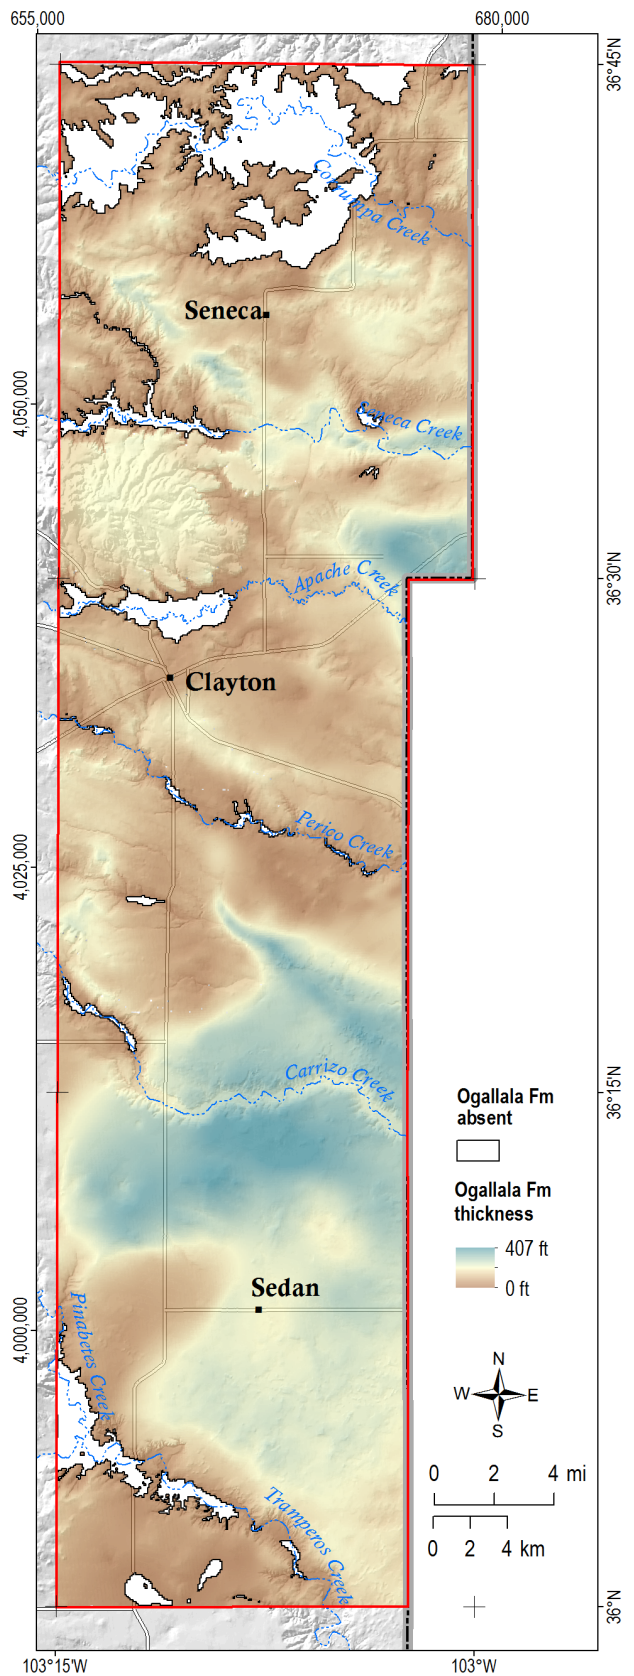 655,000
680,000
36°45'N
Corrumpa Creek
Seneca
4,050,000
Seneca Creek
36°30'N
Apache Creek
Clayton
Perico Creek
4,025,000
Carrizo Creek
36°15'N
Ogallala Fm
absent
Ogallala Fm
thickness
407 ft
0 ft
Sedan
Pinabetes Creek
4,000,000
N
W E
S
0 2 4 mi
0 2 4 km
Tramperos Creek
36°N
103°15'W
103°W